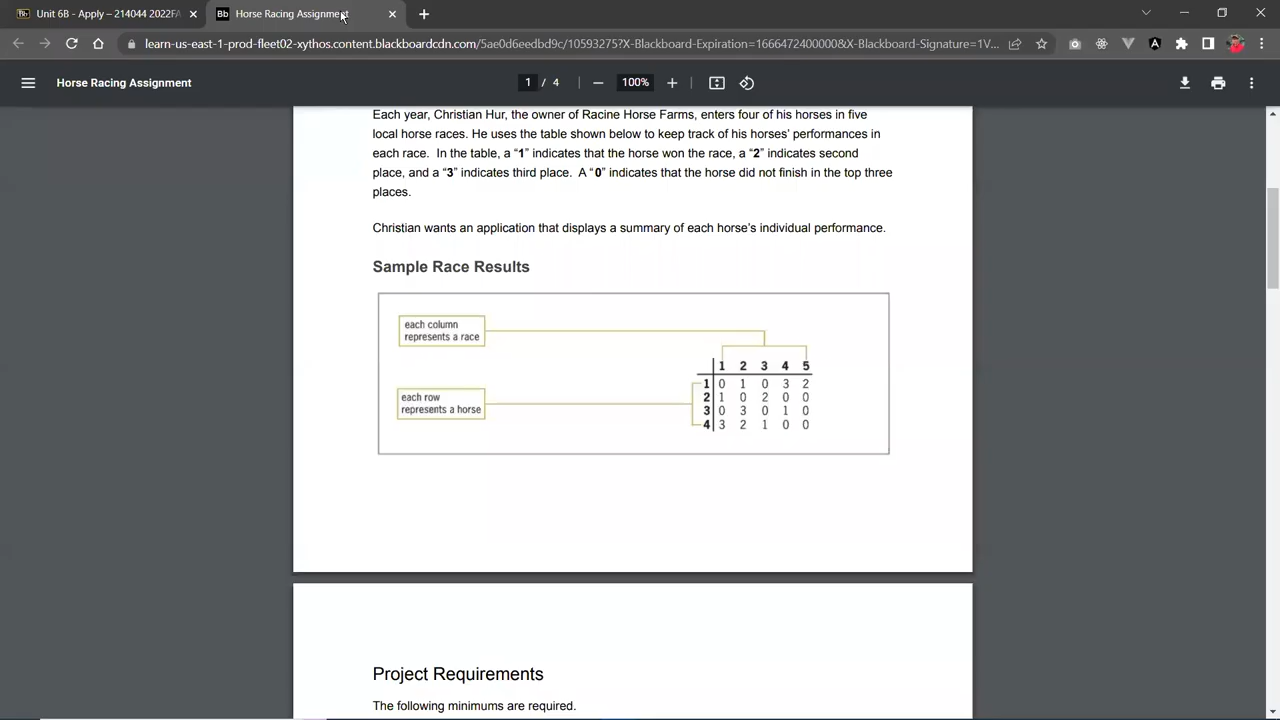 Unit 6B - Apply – 214044 2022FA
Horse Racing Assignment
learn-us-east-1-prod-fleet02-xythos.content.blackboardcdn.com/5ae0d6eedbd9c/10593275?X-Blackboard-Expiration=1666472400000&X-Blackboard-Signature=1V...
Horse Racing Assignment
1 / 4
100%
Each year, Christian Hur, the owner of Racine Horse Farms, enters four of his horses in five
local horse races. He uses the table shown below to keep track of his horses' performances in
each race. In the table, a "1" indicates that the horse won the race, a "2" indicates second
place, and a "3" indicates third place. A "0" indicates that the horse did not finish in the top three
places.
Christian wants an application that displays a summary of each horse's individual performance.
Sample Race Results
each column
represents a race
each row
represents a horse
1 2 3 4 5
1 0 1 0 3 2
2 1 0 2 0 0
3 0 3 0 1 0
4 3 2 1 0 0
Project Requirements
The following minimums are required.